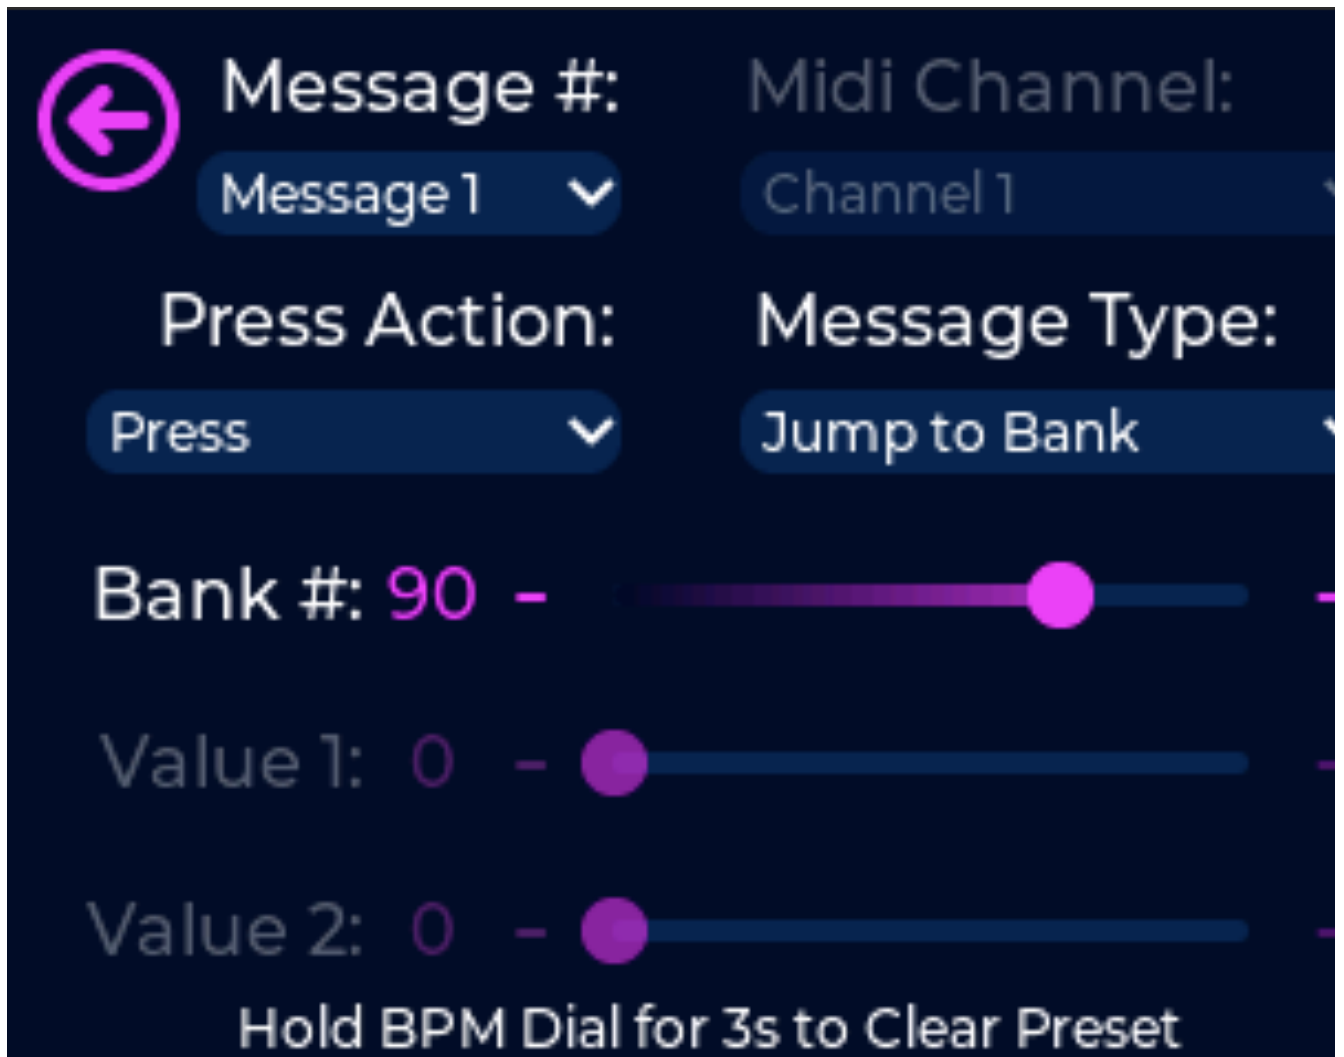 Message #:
Midi Channel:
Message 1
Channel 1
Press Action:
Message Type:
Press
Jump to Bank
Bank #: 90 -
Value 1: 0 -
Value 2: 0 -
Hold BPM Dial for 3s to Clear Preset